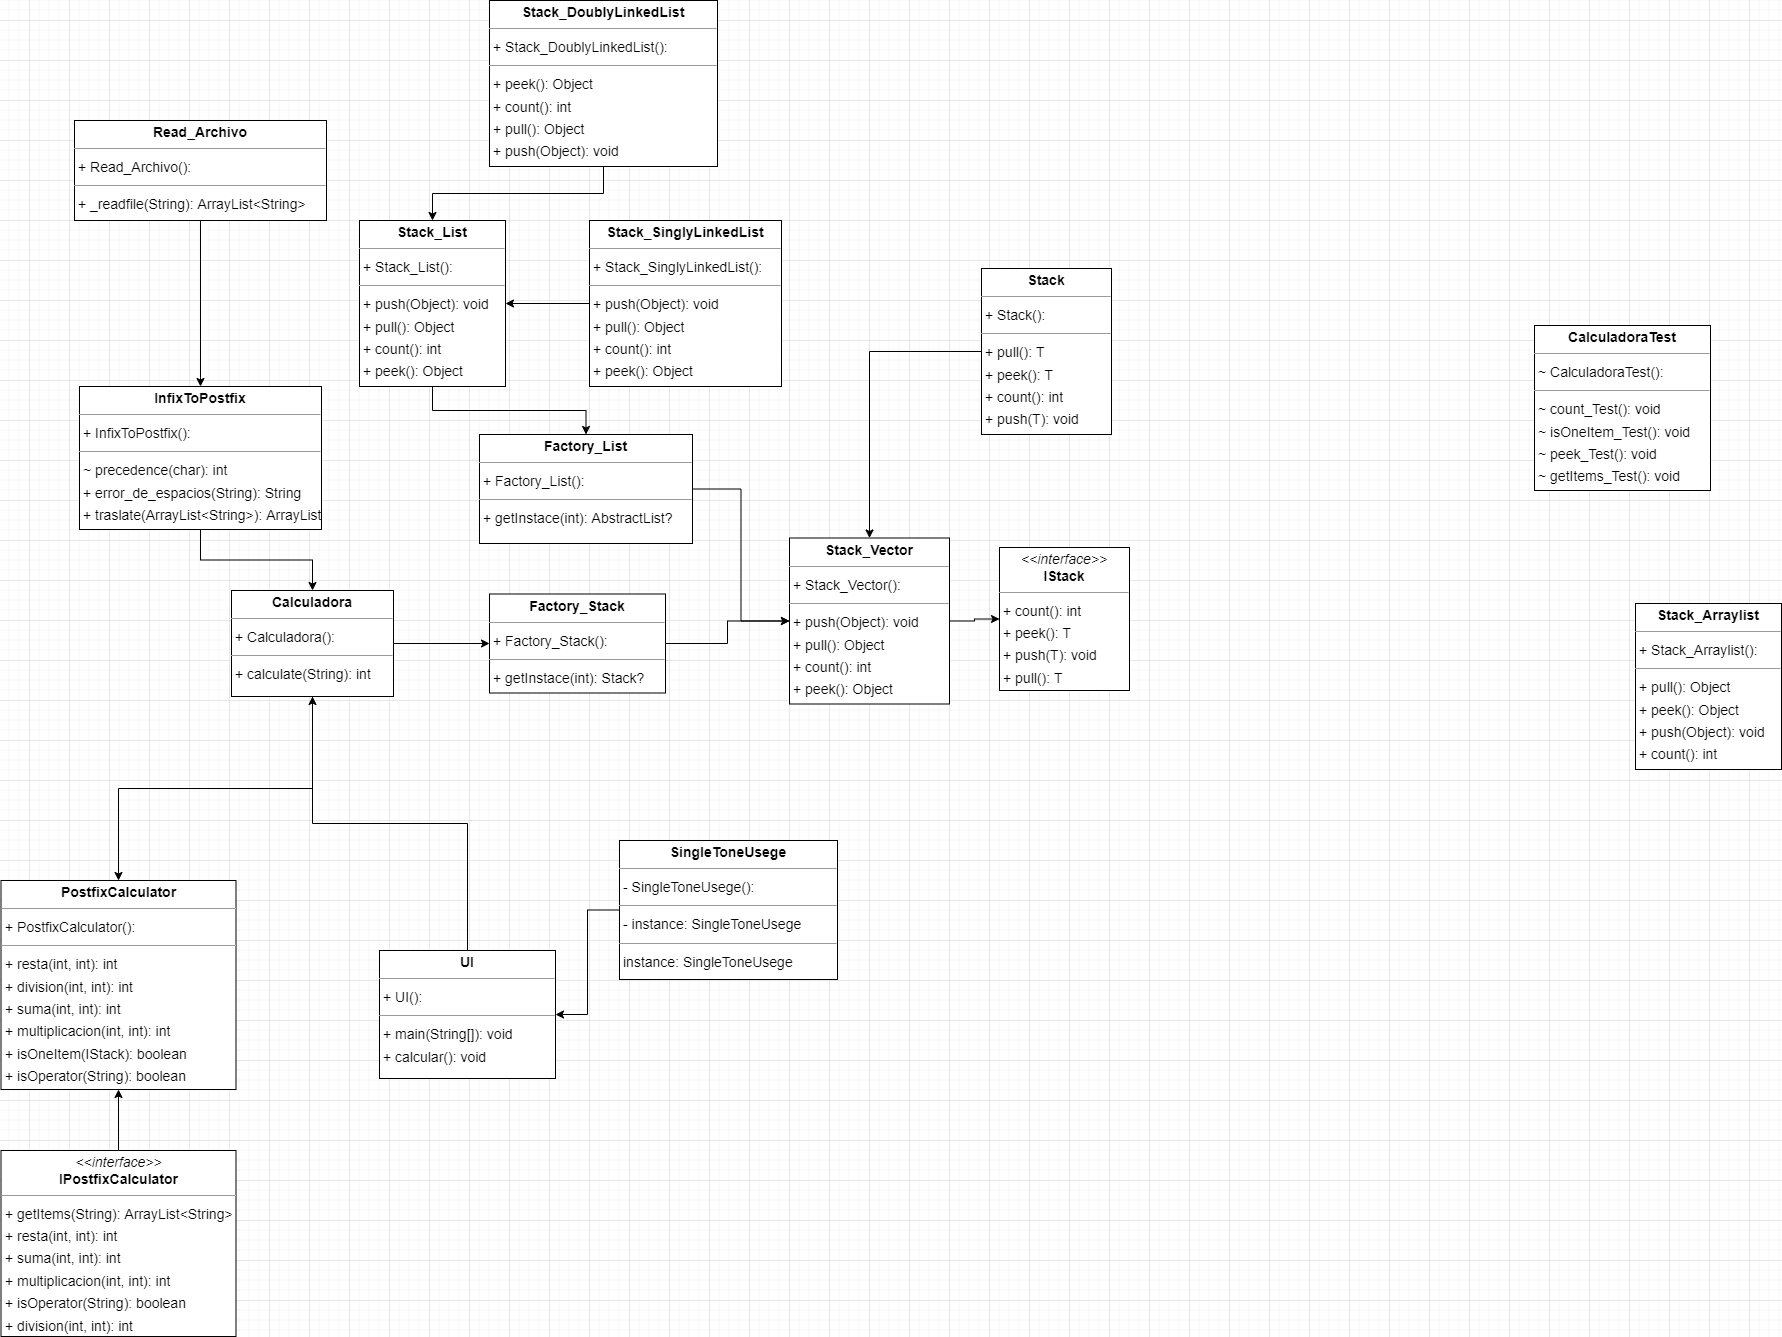 Stack_DoublyLinkedList
+ Stack_DoublyLinkedList():
+ peek(): Object
+ count(): int
+ pull(): Object
+ push(Object): void
Read_Archivo
+ Read_Archivo():
+ _readfile(String): ArrayList<String>
Stack_List
+ Stack_List():
+ push(Object): void
+ pull(): Object
+ count(): int
+ peek(): Object
Stack_SinglyLinkedList
+ Stack_SinglyLinkedList():
+ push(Object): void
+ pull(): Object
+ count(): int
+ peek(): Object
Stack
+ Stack():
+ pull(): T
+ peek(): T
+ count(): int
+ push(T): void
CalculadoraTest
~ CalculadoraTest():
~ count_Test(): void
~ isOneItem_Test(): void
~ peek_Test(): void
~ getItems_Test(): void
InfixToPostfix
+ InfixToPostfix():
~ precedence(char): int
+ error_de_espacios(String): String
+ traslate(ArrayList<String>): ArrayList
Factory_List
+ Factory_List():
+ getInstace(int): AbstractList?
Stack_Vector
+ Stack_Vector():
+ push(Object): void
+ pull(): Object
+ count(): int
+ peek(): Object
<<interface>>
IStack
+ count(): int
+ peek(): T
+ push(T): void
+ pull(): T
Calculadora
+ Calculadora():
+ calculate(String): int
Factory_Stack
+ Factory_Stack():
+ getInstace(int): Stack?
Stack_Arraylist
+ Stack_Arraylist():
+ pull(): Object
+ peek(): Object
+ push(Object): void
+ count(): int
SingleToneUsege
- SingleToneUsege():
- instance: SingleToneUsege
instance: SingleToneUsege
PostfixCalculator
+ PostfixCalculator():
+ resta(int, int): int
+ division(int, int): int
+ suma(int, int): int
+ multiplicacion(int, int): int
+ isOneItem(IStack): boolean
+ isOperator(String): boolean
UI
+ UI():
+ main(String[]): void
+ calcular(): void
<<interface>>
IPostfixCalculator
+ getItems(String): ArrayList<String>
+ resta(int, int): int
+ suma(int, int): int
+ multiplicacion(int, int): int
+ isOperator(String): boolean
+ division(int, int): int